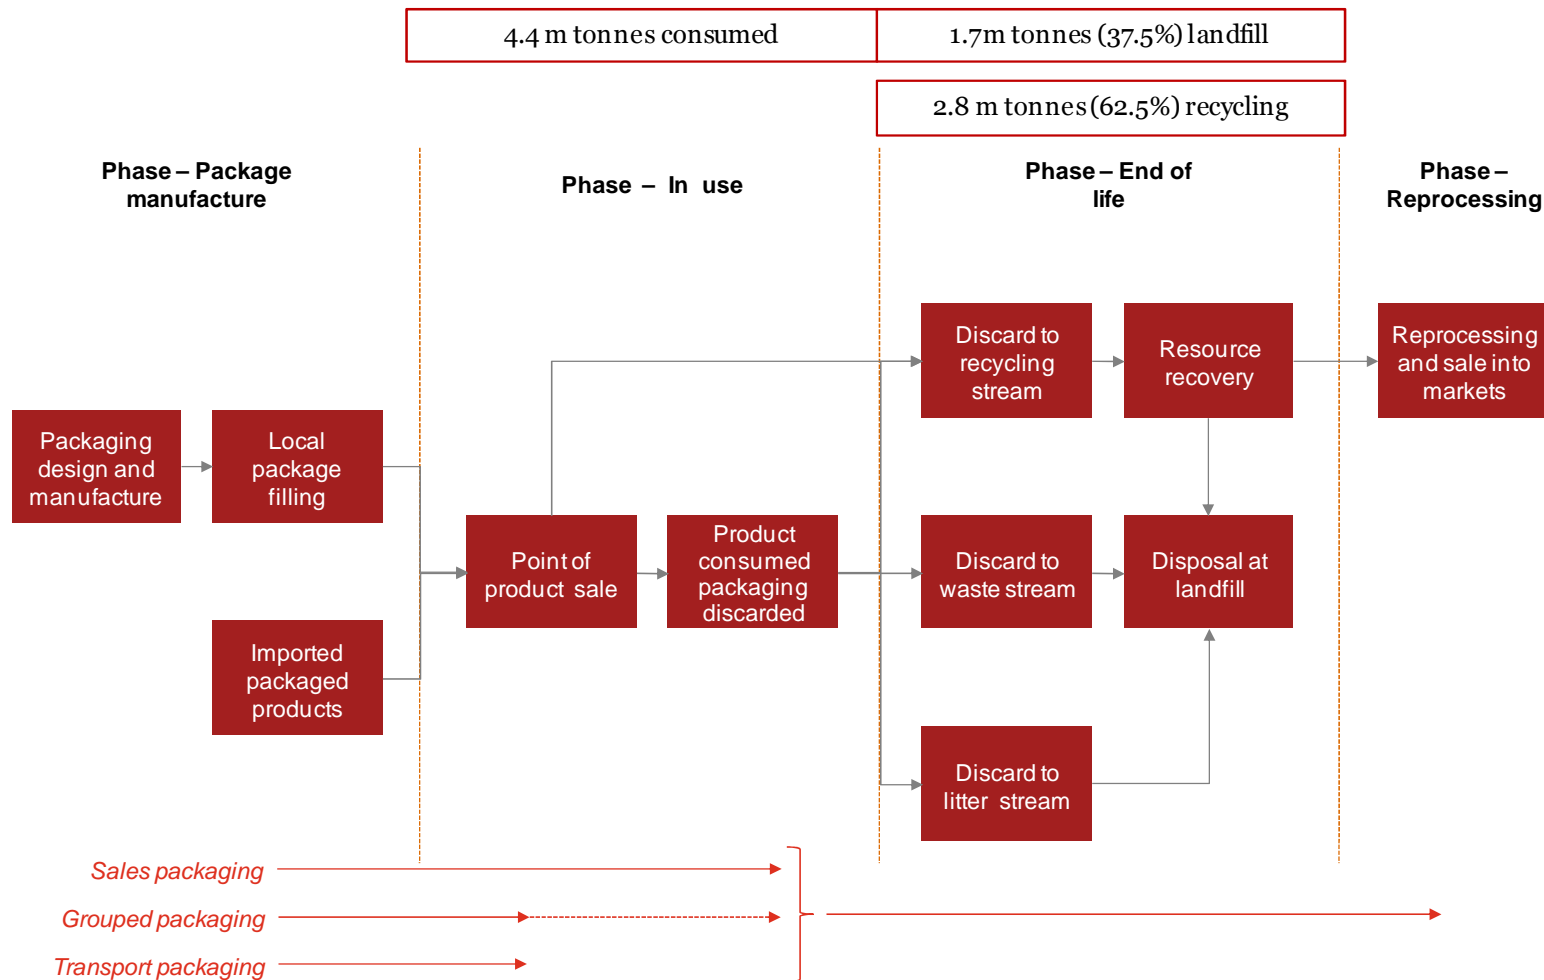 4.4 m tonnes consumed
1.7m tonnes (37.5%) landfill
2.8 m tonnes (62.5%) recycling
Phase – Package
manufacture
Phase – In use
Phase – End of
life
Phase –
Reprocessing
Discard to
recycling
stream
Resource
recovery
Reprocessing
and sale into
markets
Packaging
design and
manufacture
Local
package
filling
Point of
product sale
Product
consumed
packaging
discarded
Discard to
waste stream
Disposal at
landfill
Imported
packaged
products
Discard to
litter stream
Sales packaging
Grouped packaging
Transport packaging